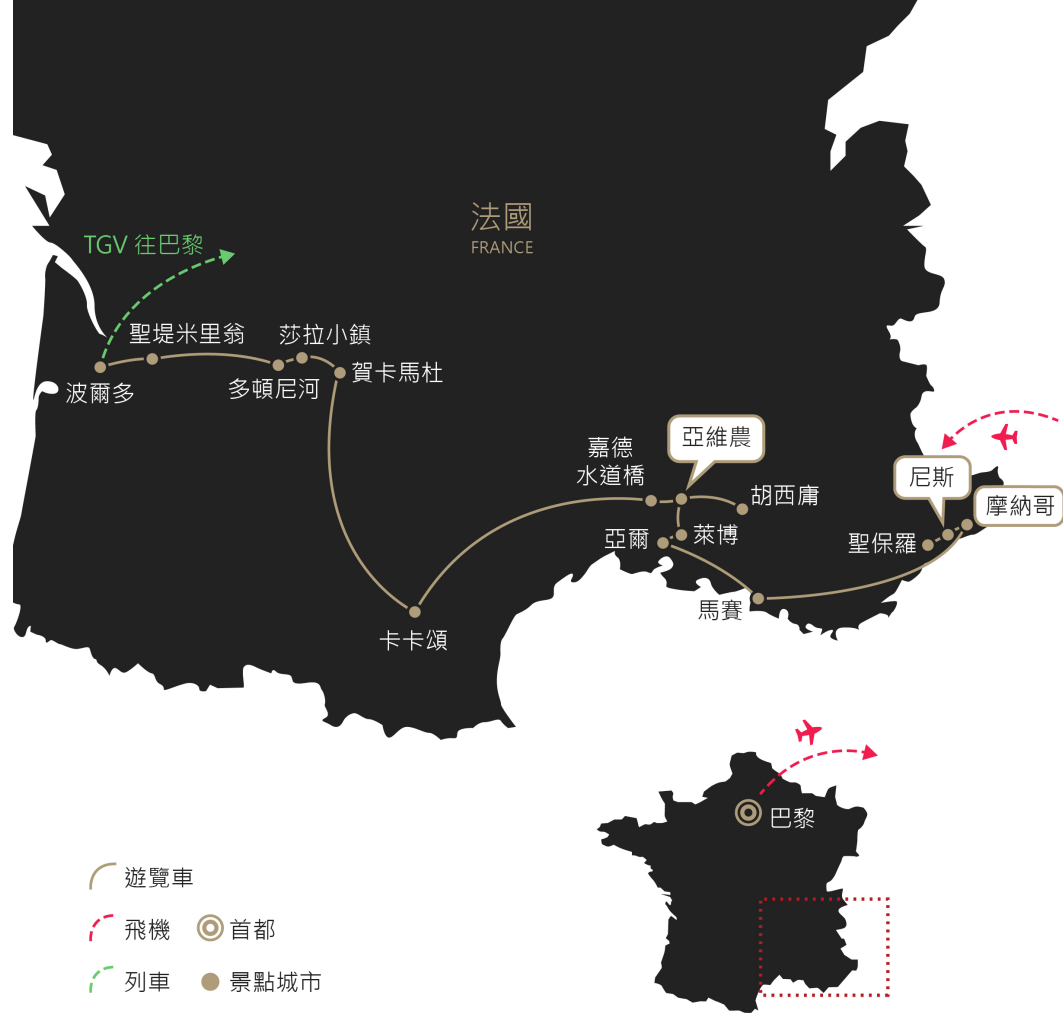 法國
FRANCE
TGV 往巴黎
聖堤米里翁
莎拉小鎮
波爾多
多頓尼河
賀卡馬杜
嘉德
水道橋
亞維農
胡西庸
尼斯
摩納哥
亞爾
萊博
聖保羅
馬賽
卡卡頌
巴黎
遊覽車
飛機
首都
列車
景點城市